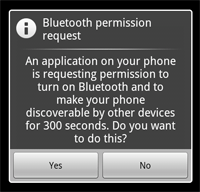 Bluetooth permission
request
An application on your phone
is requesting permission to
turn on Bluetooth and to
make your phone
discoverable by other devices
for 300 seconds. Do you want
to do this?
Yes No